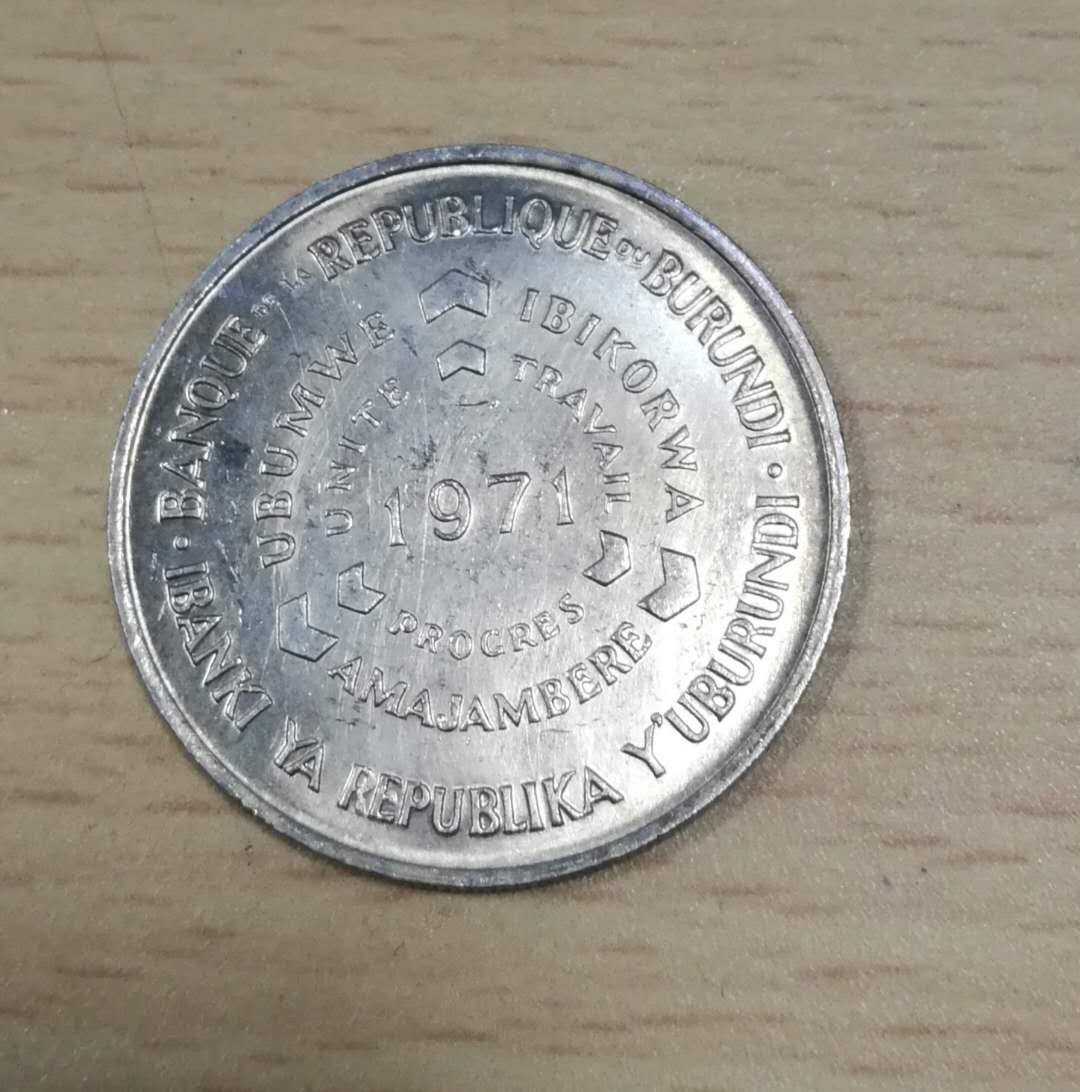 · BANQUE DE LA REPUBLIQUE DU BURUNDI ·
IBANKI YA REPUBLIKA Y'UBURUNDI
UBUMWE IBIKORWA AMAJAMBERE
UNITE TRAVAIL PROGRES
1971